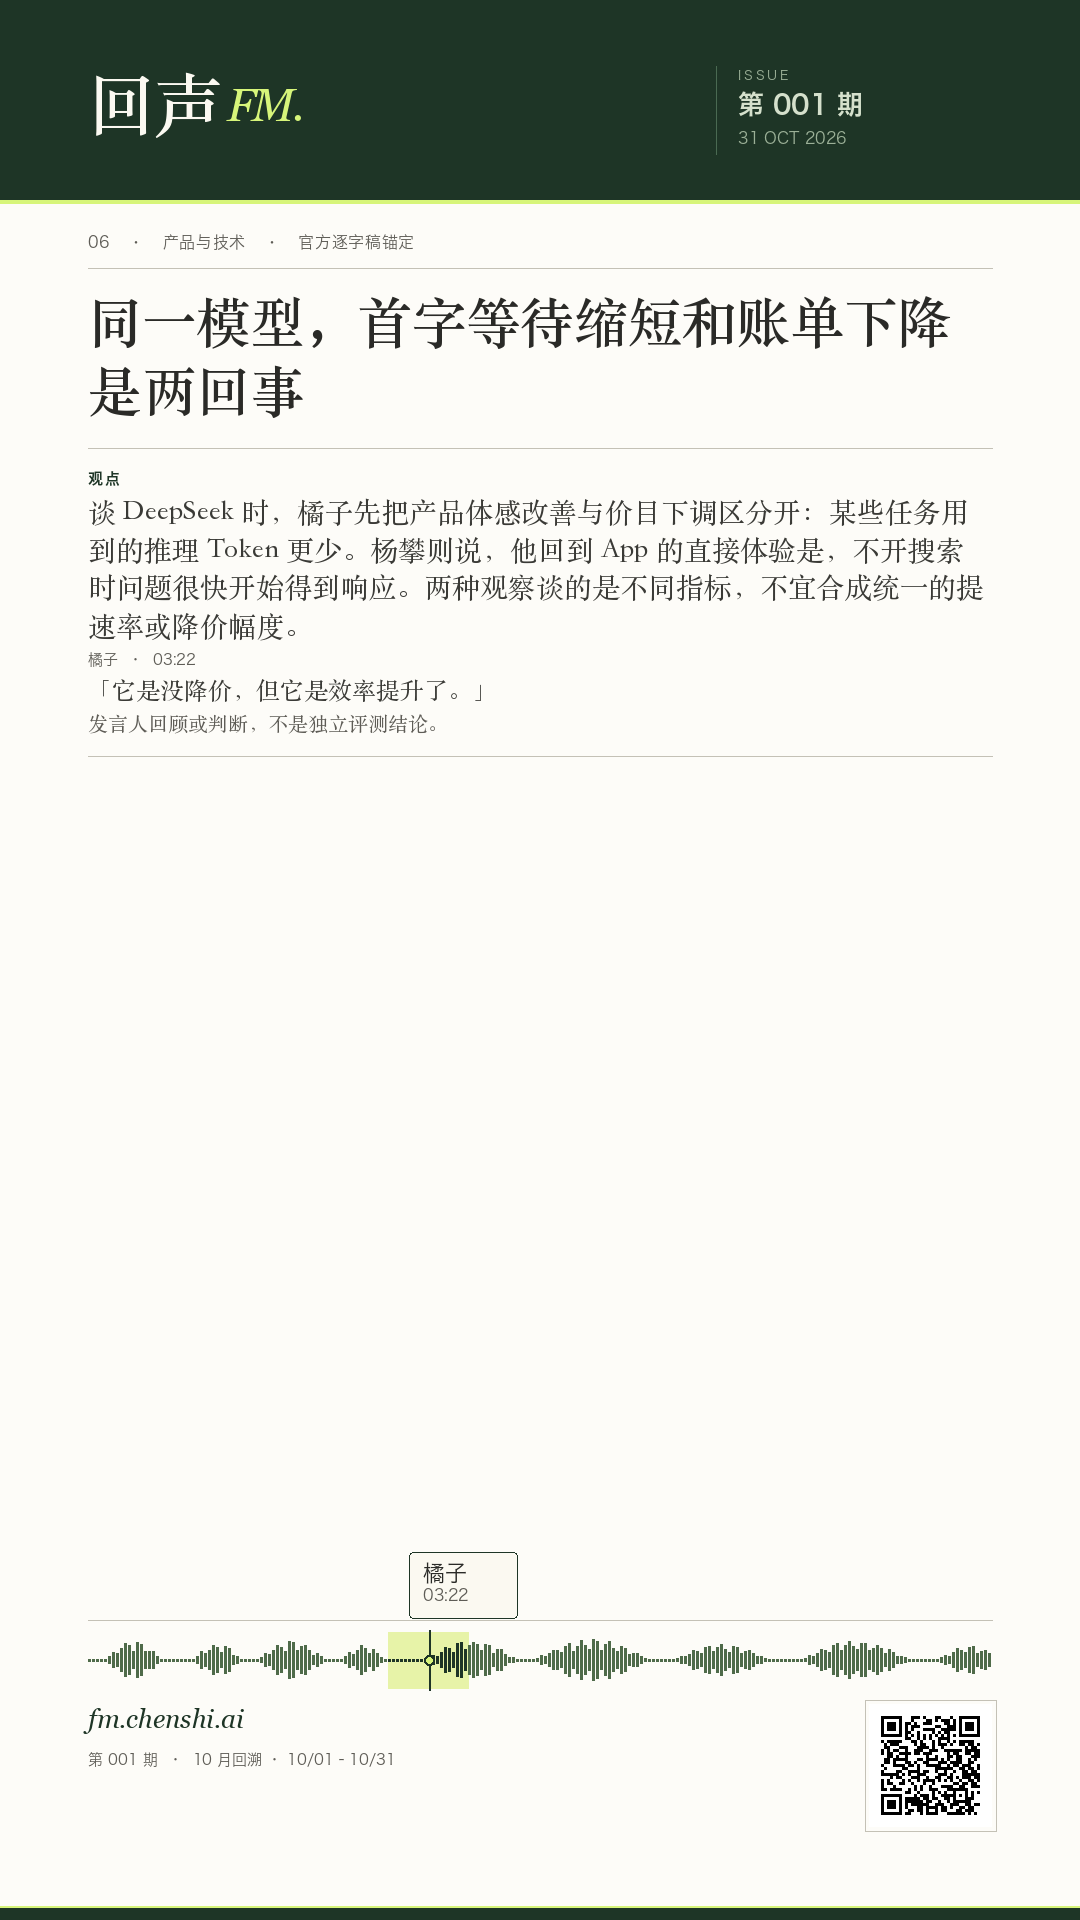 回声 FM.
ISSUE
第 001 期
31 OCT 2026
06 · 产品与技术 · 官方逐字稿锚定
同一模型，首字等待缩短和账单下降
是两回事
观点
谈 DeepSeek 时，橘子先把产品体感改善与价目下调区分开：某些任务用
到的推理 Token 更少。杨攀则说，他回到 App 的直接体验是，不开搜索
时问题很快开始得到响应。两种观察谈的是不同指标，不宜合成统一的提
速率或降价幅度。
橘子 · 03:22
「它是没降价，但它是效率提升了。」
发言人回顾或判断，不是独立评测结论。
橘子
03:22
fm.chenshi.ai
第 001 期 · 10 月回溯 · 10/01 - 10/31